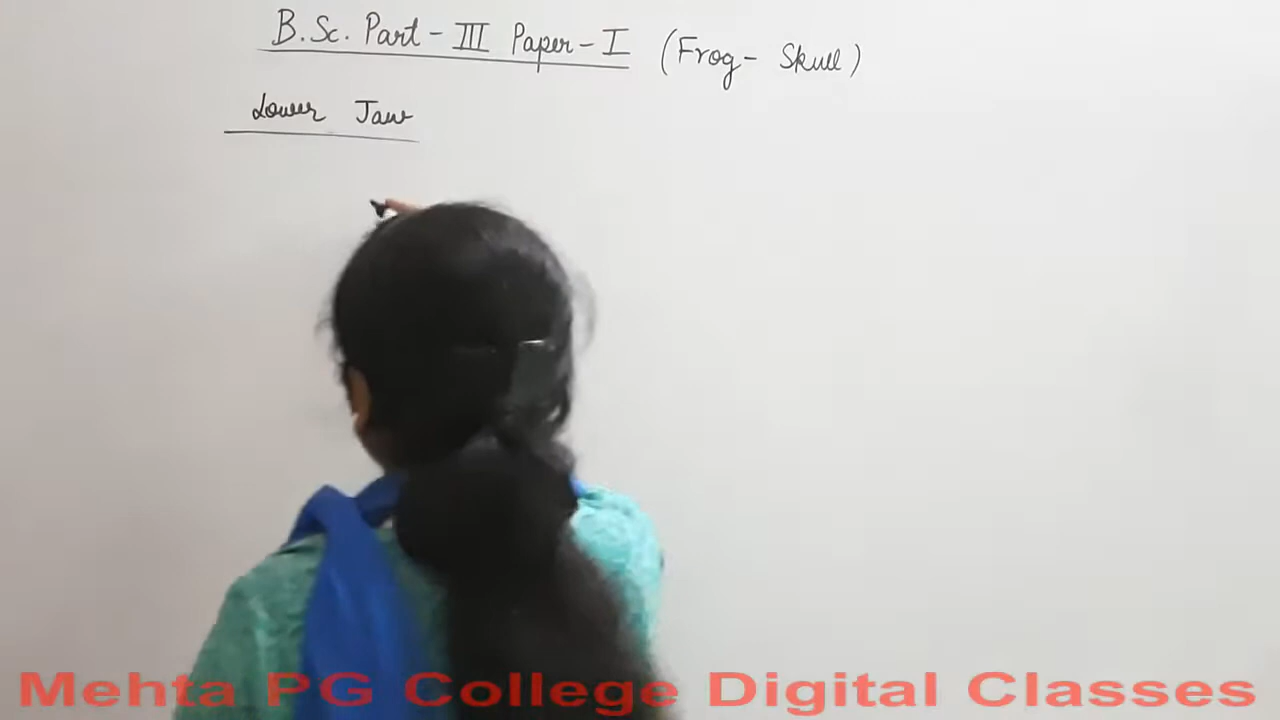 B.Sc. Part - III Paper - I (Frog - Skull)
Lower Jaw
Mehta PG College Digital Classes